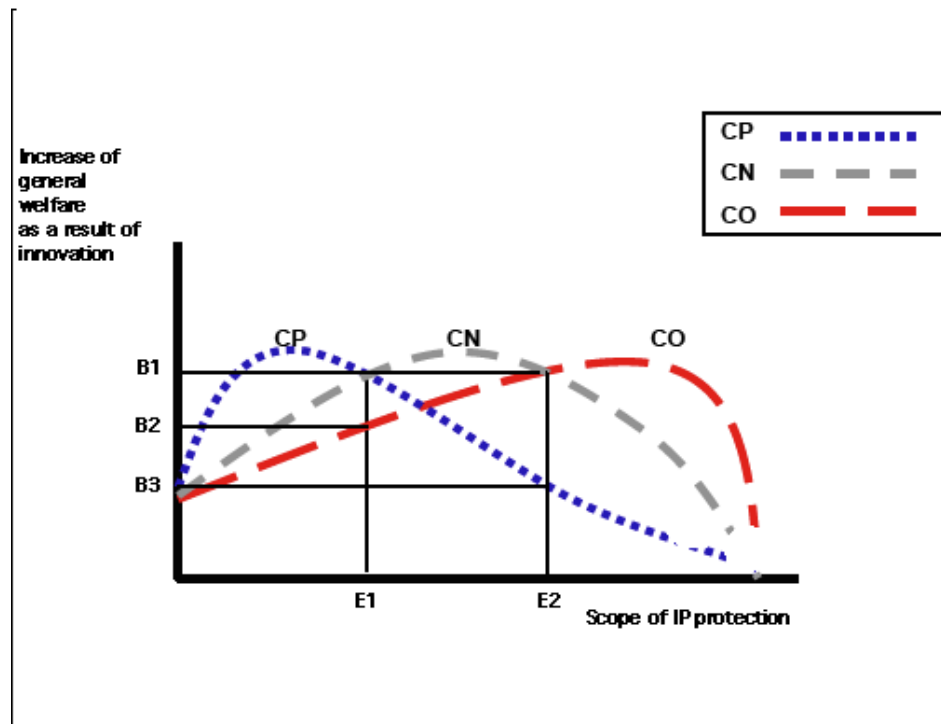 CP
CN
CO
Increase of
general
welfare
as a result of
innovation
CP
CN
CO
B1
B2
B3
E1
E2
Scope of IP protection